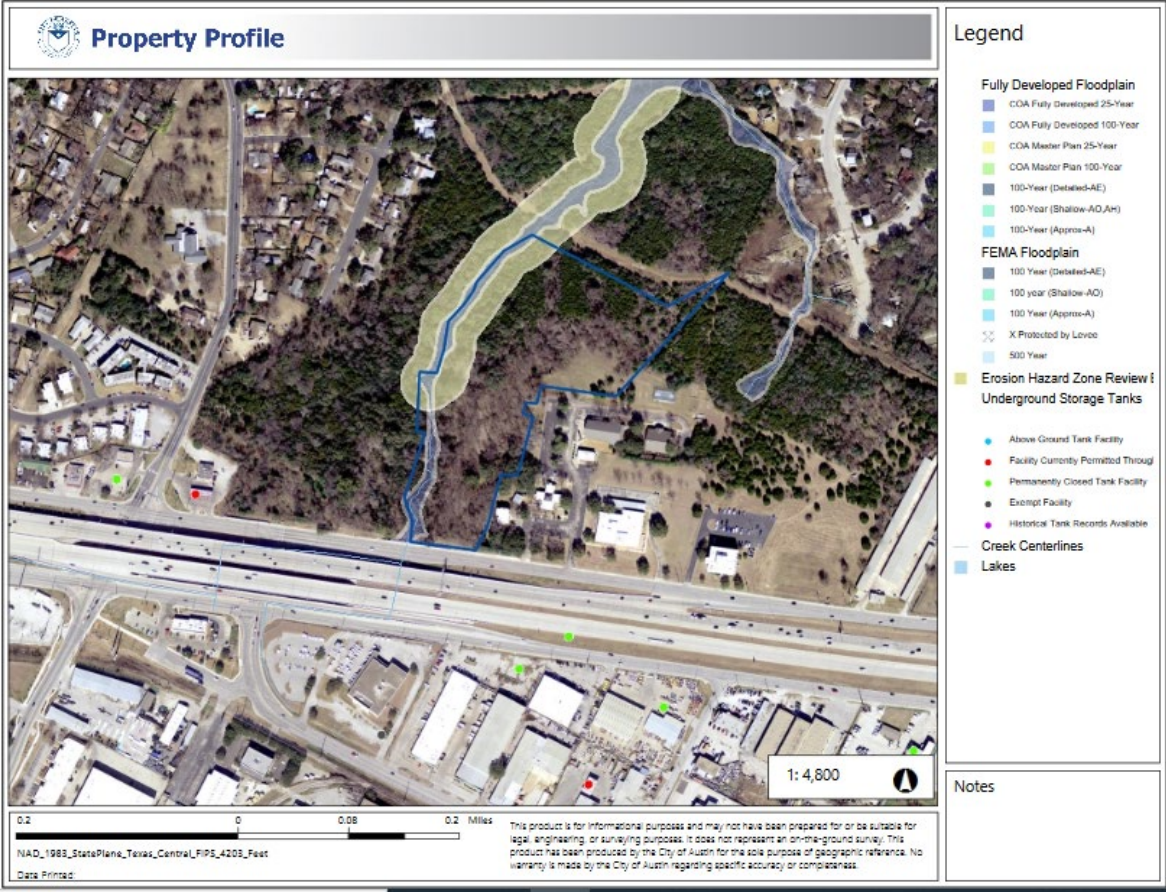 Property Profile
Legend
Fully Developed Floodplain
COA Fully Developed 25-Year
COA Fully Developed 100-Year
COA Master Plan 25-Year
COA Master Plan 100-Year
100-Year (Detailed-AE)
100-Year (Shallow-AO,AH)
100-Year (Approx-A)
FEMA Floodplain
100 Year (Detailed-AE)
100 year (Shallow-AO)
100 Year (Approx-A)
X Protected by Levee
500 Year
Erosion Hazard Zone Review
Underground Storage Tanks
Above Ground Tank Facility
Facility Currently Permitted Throug
Permanently Closed Tank Facility
Exempt Facility
Historical Tank Records Available
Creek Centerlines
Lakes
1: 4,800
Notes
0.2 0 0.08 0.2 Miles
NAD_1983_StatePlane_Texas_Central_FIPS_4203_Feet
Date Printed:
This product is for informational purposes and may not have been prepared for or be suitable for
legal, engineering, or surveying purposes. It does not represent an on-the-ground survey. This
product has been produced by the City of Austin for the sole purpose of geographic reference. No
warranty is made by the City of Austin regarding specific accuracy or completeness.